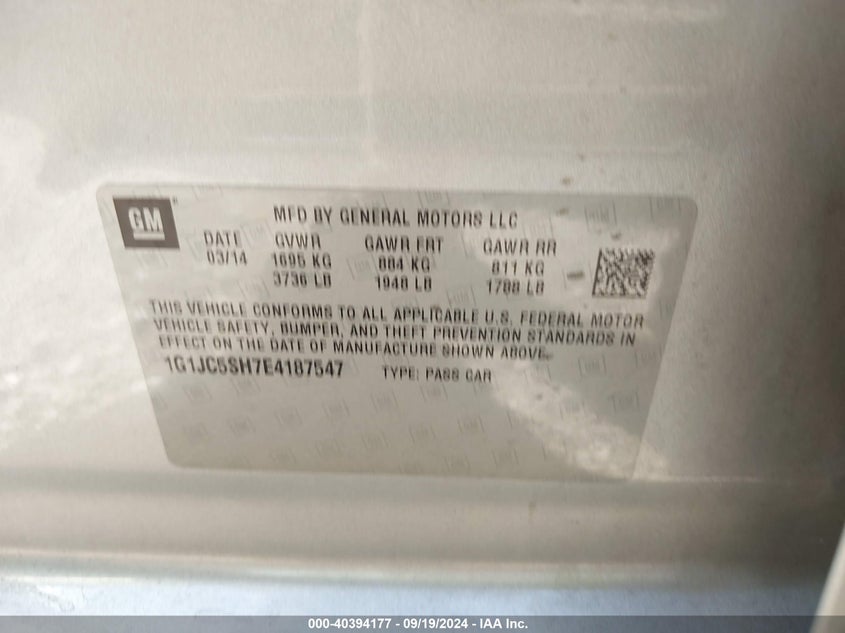 GM
MFD BY GENERAL MOTORS LLC
DATE GVWR GAWR FRT GAWR RR
03/14 1695 KG 884 KG 811 KG
3736 LB 1948 LB 1788 LB
THIS VEHICLE CONFORMS TO ALL APPLICABLE U.S. FEDERAL MOTOR
VEHICLE SAFETY, BUMPER, AND THEFT PREVENTION STANDARDS IN
EFFECT ON THE DATE OF MANUFACTURE SHOWN ABOVE.
1G1JC5SH7E4187547 TYPE: PASS CAR
000-40394177 - 09/19/2024 - IAA Inc.